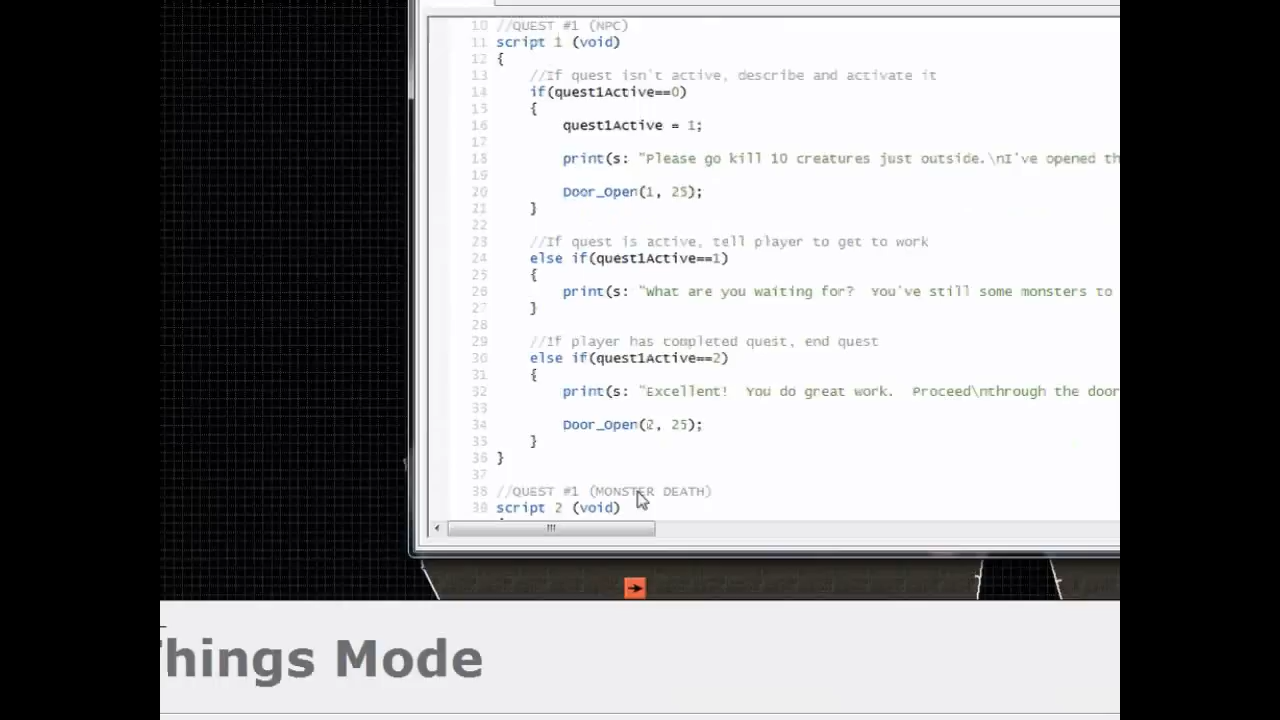 10 //QUEST #1 (NPC)
11 script 1 (void)
12 {
13 //If quest isn't active, describe and activate it
14 if(quest1Active==0)
15 {
16 quest1Active = 1;
17
18 print(s: "Please go kill 10 creatures just outside.\nI've opened th
19
20 Door_Open(1, 25);
21 }
22
23 //If quest is active, tell player to get to work
24 else if(quest1Active==1)
25 {
26 print(s: "What are you waiting for?  You've still some monsters to
27 }
28
29 //If player has completed quest, end quest
30 else if(quest1Active==2)
31 {
32 print(s: "Excellent!  You do great work.  Proceed\nthrough the door
33
34 Door_Open(2, 25);
35 }
36 }
37
38 //QUEST #1 (MONSTER DEATH)
39 script 2 (void)
Things Mode